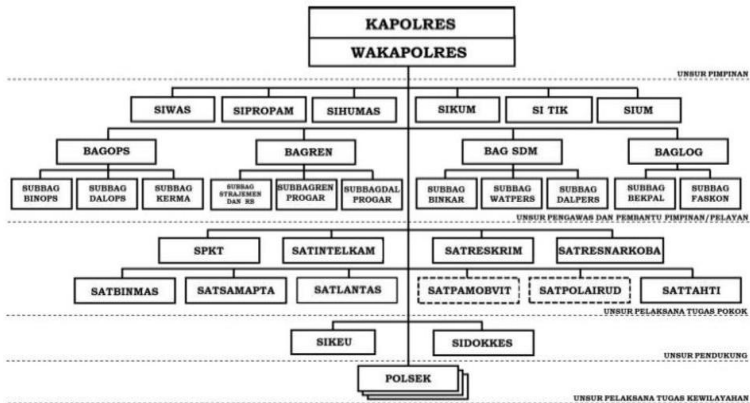 KAPOLRES
WAKAPOLRES
UNSUR PIMPINAN
SIWAS
SIPROPAM
SIHUMAS
SIKUM
SI TIK
SIUM
BAGOPS
BAGREN
BAG SDM
BAGLOG
SUBBAG
BINOPS
SUBBAG
DALOPS
SUBBAG
KERMA
SUBBAG
STRAJEMEN
DAN RB
SUBBAGREN
PROGAR
SUBBAGDAL
PROGAR
SUBBAG
BINKAR
SUBBAG
WATPERS
SUBBAG
DALPERS
SUBBAG
BEKPAL
SUBBAG
FASKON
UNSUR PENGAWAS DAN PEMBANTU PIMPINAN/PELAYAN
SPKT
SATINTELKAM
SATRESKRIM
SATRESNARKOBA
SATBINMAS
SATSAMAPTA
SATLANTAS
SATPAMOBVIT
SATPOLAIRUD
SATTAHTI
UNSUR PELAKSANA TUGAS POKOK
SIKEU
SIDOKKES
UNSUR PENDUKUNG
POLSEK
UNSUR PELAKSANA TUGAS KEWILAYAHAN